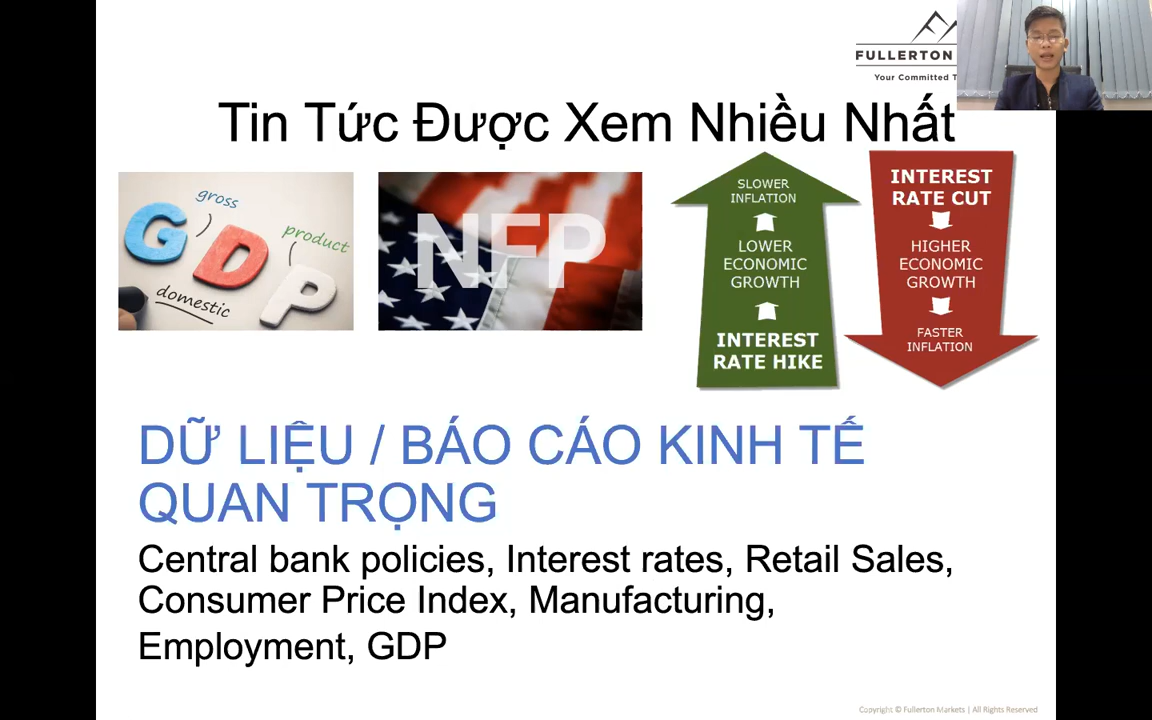 FULLERTON
Your Committed
Tin Tức Được Xem Nhiều Nhất
gross
product
GDP
domestic
NFP
SLOWER
INFLATION
LOWER
ECONOMIC
GROWTH
INTEREST
RATE HIKE
INTEREST
RATE CUT
HIGHER
ECONOMIC
GROWTH
FASTER
INFLATION
DỮ LIỆU / BÁO CÁO KINH TẾ
QUAN TRỌNG
Central bank policies, Interest rates, Retail Sales,
Consumer Price Index, Manufacturing,
Employment, GDP
Copyright © Fullerton Markets | All Rights Reserved